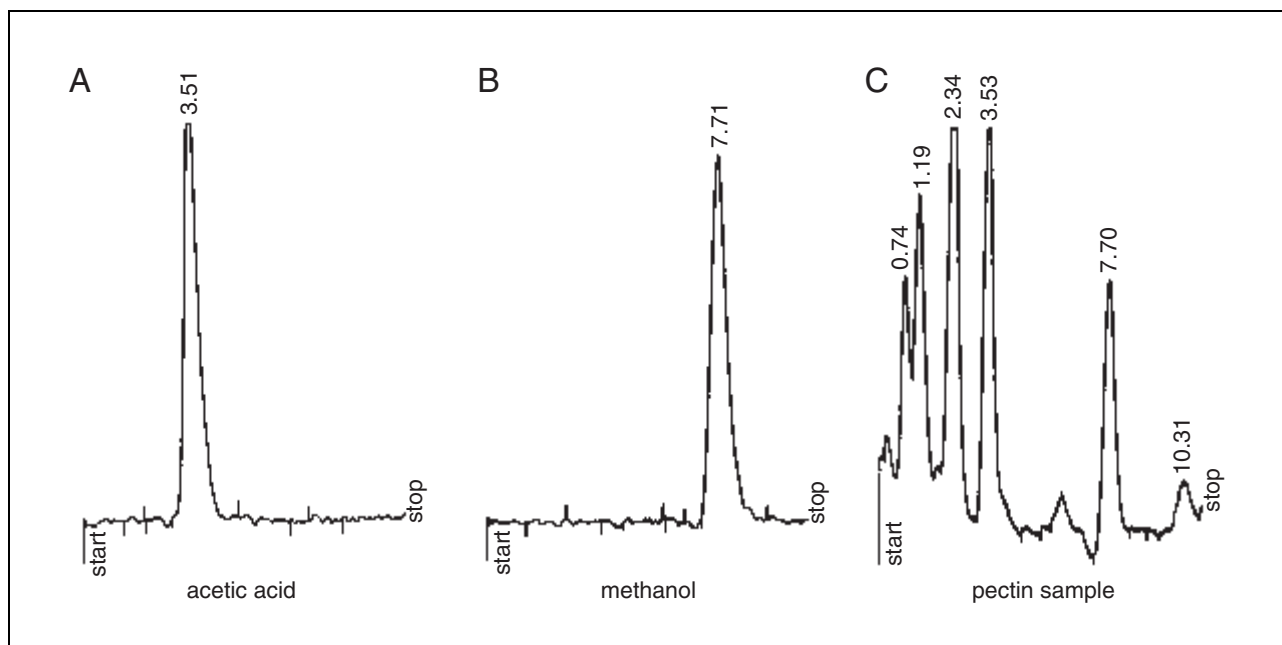 A
3.51
start
stop
acetic acid
B
7.71
start
stop
methanol
C
0.74
1.19
2.34
3.53
7.70
10.31
start
stop
pectin sample